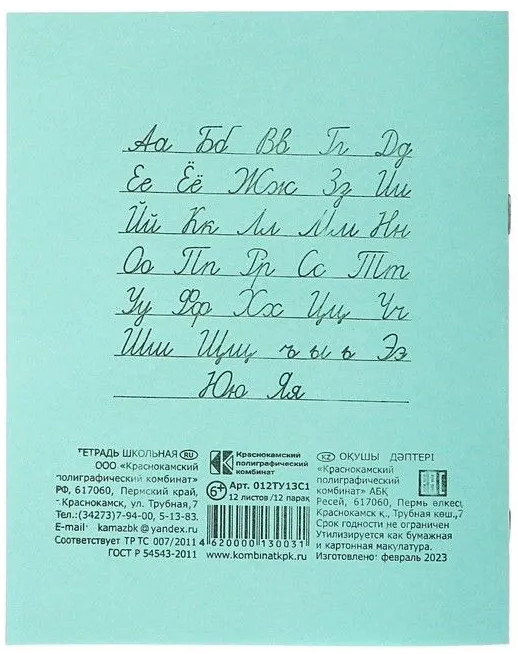 Аа Бб Вв Гг Дд
Ее Ёё Жж Зз Ии
Йй Кк Лл Мм Нн
Оо Пп Рр Сс Тт
Уу Фф Хх Цц Чч
Шш Щщ ъ ы ь Ээ
Юю Яя
ТЕТРАДЬ ШКОЛЬНАЯ RU
ООО «Краснокамский
полиграфический комбинат»
РФ, 617060, Пермский край,
г. Краснокамск, ул. Трубная,7
Тел.:(34273)7-94-00, 5-13-83.
E-mail: kamazbk@yandex.ru
Соответствует ТР ТС 007/2011
ГОСТ Р 54543-2011
Краснокамский
полиграфический
комбинат
6+ Арт. 012ТУ13С1
12 листов/12 парак
4 620000 130031
www.kombinatkpk.ru
KZ ОҚУШЫ ДӘПТЕРІ
«Краснокамский
полиграфический
комбинат» АБҚ
Ресей, 617060, Пермь өлкесі,
Краснокамск қ., Трубная көш.,7
Срок годности не ограничен
Утилизируется как бумажная
и картонная макулатура.
Изготовлено: февраль 2023